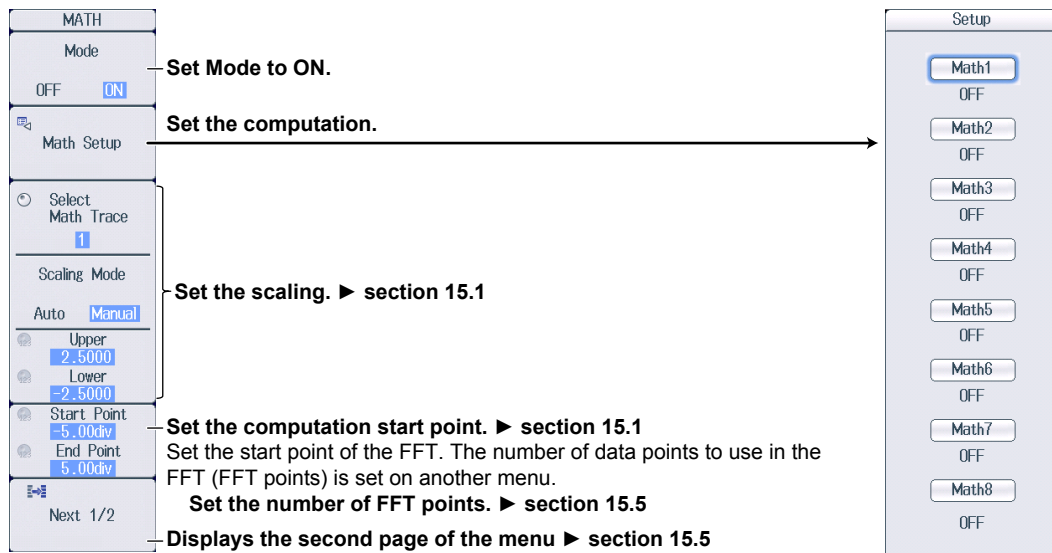 MATH
Mode
OFF ON
Math Setup
Select
Math Trace
1
Scaling Mode
Auto Manual
Upper
2.5000
Lower
-2.5000
Start Point
-5.00div
End Point
5.00div
Next 1/2
Set Mode to ON.
Set the computation.
Set the scaling. ► section 15.1
Set the computation start point. ► section 15.1
Set the start point of the FFT. The number of data points to use in the
FFT (FFT points) is set on another menu.
Set the number of FFT points. ► section 15.5
Displays the second page of the menu ► section 15.5
Setup
Math1
OFF
Math2
OFF
Math3
OFF
Math4
OFF
Math5
OFF
Math6
OFF
Math7
OFF
Math8
OFF